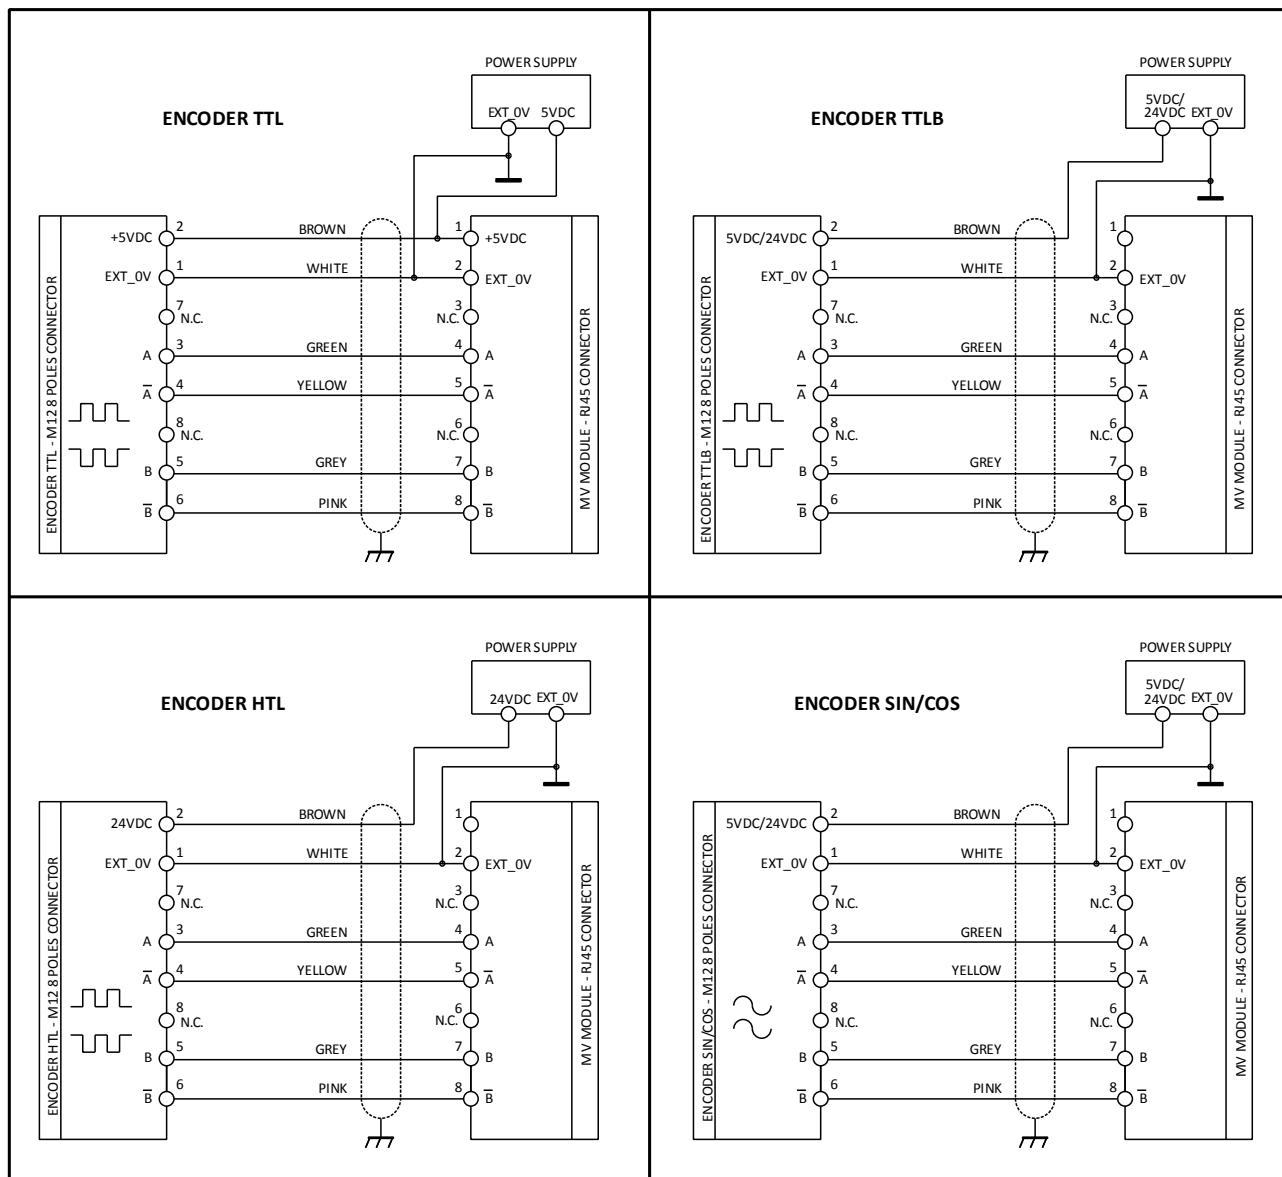 POWER SUPPLY
EXT_0V 5VDC
ENCODER TTL
ENCODER TTL - M12 8 POLES CONNECTOR
+5VDC 2 BROWN 1 +5VDC
EXT_0V 1 WHITE 2 EXT_0V
7 N.C. 3 N.C.
A 3 GREEN 4 A
A̅ 4 YELLOW 5 A̅
8 N.C. 6 N.C.
B 5 GREY 7 B
B̅ 6 PINK 8 B̅
MV MODULE - RJ45 CONNECTOR
POWER SUPPLY
5VDC/
24VDC EXT_0V
ENCODER TTLB
ENCODER TTLB - M12 8 POLES CONNECTOR
5VDC/24VDC 2 BROWN 1
EXT_0V 1 WHITE 2 EXT_0V
7 N.C. 3 N.C.
A 3 GREEN 4 A
A̅ 4 YELLOW 5 A̅
8 N.C. 6 N.C.
B 5 GREY 7 B
B̅ 6 PINK 8 B̅
MV MODULE - RJ45 CONNECTOR
POWER SUPPLY
24VDC EXT_0V
ENCODER HTL
ENCODER HTL - M12 8 POLES CONNECTOR
24VDC 2 BROWN 1
EXT_0V 1 WHITE 2 EXT_0V
7 N.C. 3 N.C.
A 3 GREEN 4 A
A̅ 4 YELLOW 5 A̅
8 N.C. 6 N.C.
B 5 GREY 7 B
B̅ 6 PINK 8 B̅
MV MODULE - RJ45 CONNECTOR
POWER SUPPLY
5VDC/
24VDC EXT_0V
ENCODER SIN/COS
ENCODER SIN/COS - M12 8 POLES CONNECTOR
5VDC/24VDC 2 BROWN 1
EXT_0V 1 WHITE 2 EXT_0V
7 N.C. 3 N.C.
A 3 GREEN 4 A
A̅ 4 YELLOW 5 A̅
8 N.C. 6 N.C.
B 5 GREY 7 B
B̅ 6 PINK 8 B̅
MV MODULE - RJ45 CONNECTOR